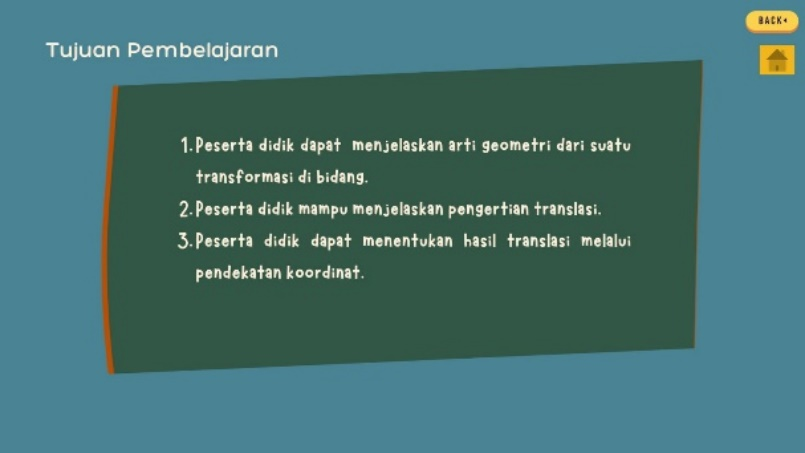 BACK
Tujuan Pembelajaran
1. Peserta didik dapat menjelaskan arti geometri dari suatu
transformasi di bidang.
2. Peserta didik mampu menjelaskan pengertian translasi.
3. Peserta didik dapat menentukan hasil translasi melalui
pendekatan koordinat.